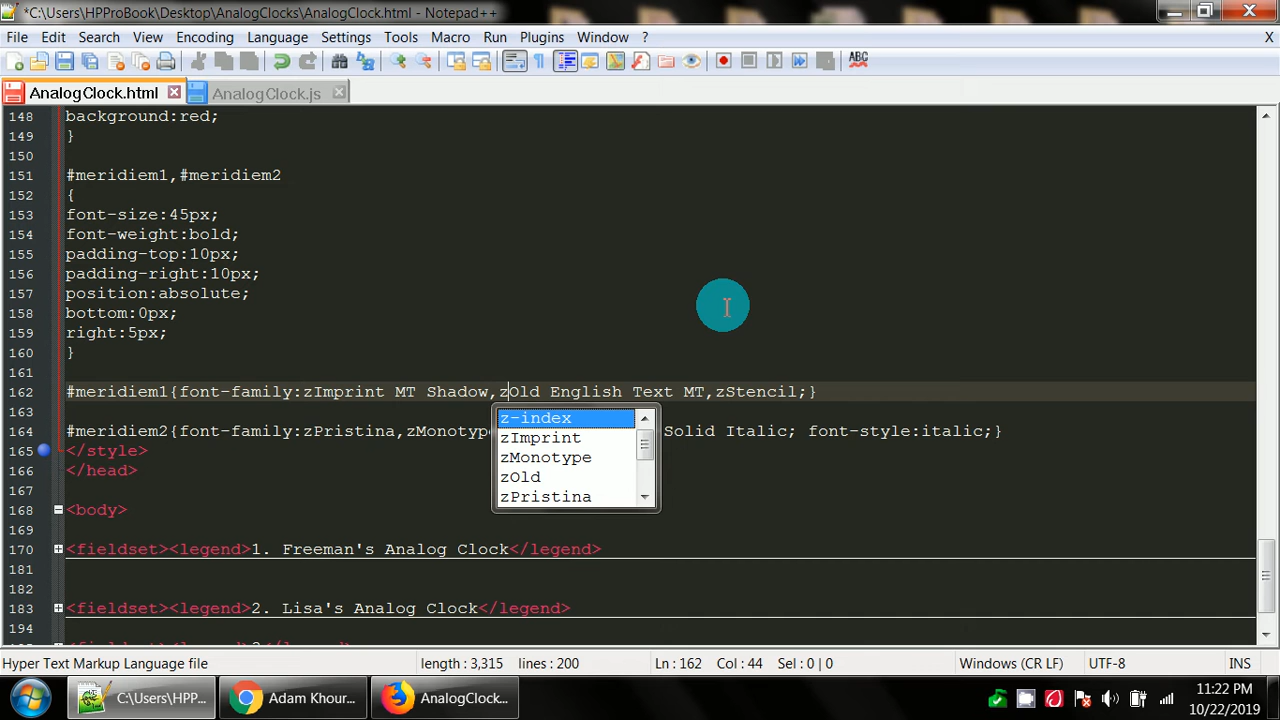 *C:\Users\HPProBook\Desktop\AnalogClocks\AnalogClock.html - Notepad++
File Edit Search View Encoding Language Settings Tools Macro Run Plugins Window ? X
ABC
AnalogClock.html AnalogClock.js
148 background:red;
149 }
150
151 #meridiem1,#meridiem2
152 {
153 font-size:45px;
154 font-weight:bold;
155 padding-top:10px;
156 padding-right:10px;
157 position:absolute;
158 bottom:0px;
159 right:5px;
160 }
161
162 #meridiem1{font-family:zImprint MT Shadow,zOld English Text MT,zStencil;}
163
164 #meridiem2{font-family:zPristina,zMonotype Solid Italic; font-style:italic;}
z-index
zImprint
zMonotype
zOld
zPristina
165 </style>
166 </head>
167
168 <body>
169
170 <fieldset><legend>1. Freeman's Analog Clock</legend>
181
182
183 <fieldset><legend>2. Lisa's Analog Clock</legend>
194
Hyper Text Markup Language file length : 3,315 lines : 200 Ln : 162 Col : 44 Sel : 0 | 0 Windows (CR LF) UTF-8 INS
C:\Users\HPProBo... Adam Khour... AnalogClock...
11:22 PM
10/22/2019